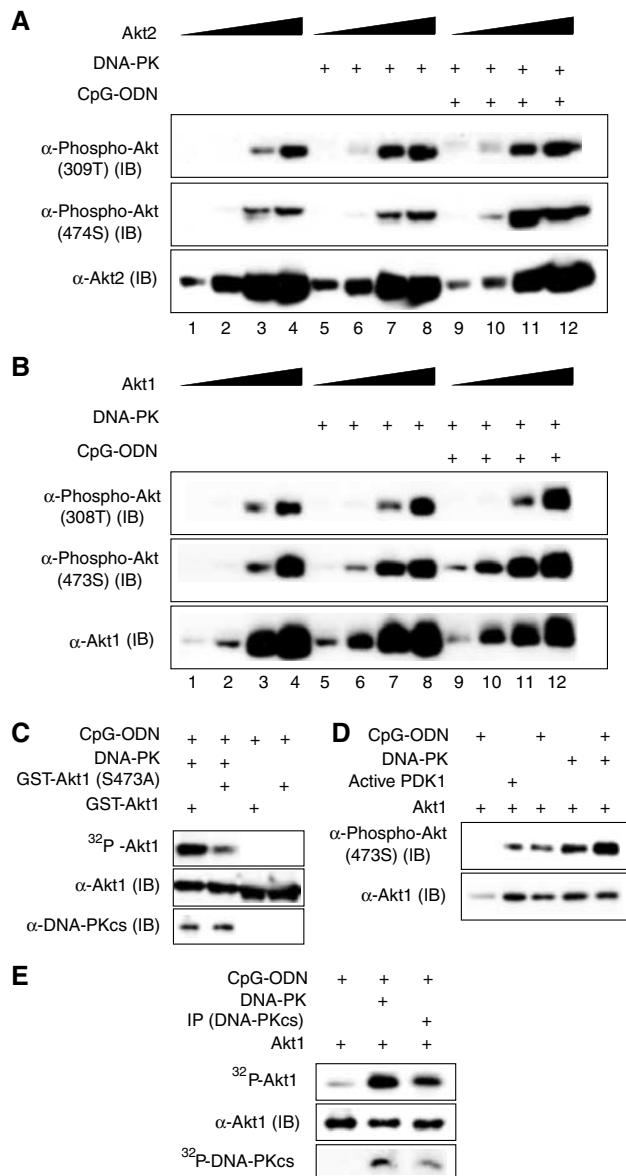 A
Akt2
DNA-PK + + + + + + + +
CpG-ODN + + + +
α-Phospho-Akt
(309T) (IB)
α-Phospho-Akt
(474S) (IB)
α-Akt2 (IB)
1 2 3 4 5 6 7 8 9 10 11 12
B
Akt1
DNA-PK + + + + + + + +
CpG-ODN + + + +
α-Phospho-Akt
(308T) (IB)
α-Phospho-Akt
(473S) (IB)
α-Akt1 (IB)
1 2 3 4 5 6 7 8 9 10 11 12
C
CpG-ODN + + + +
DNA-PK + +
GST-Akt1 (S473A) + +
GST-Akt1 + +
32P -Akt1
α-Akt1 (IB)
α-DNA-PKcs (IB)
D
CpG-ODN + + +
DNA-PK + +
Active PDK1 +
Akt1 + + + + +
α-Phospho-Akt
(473S) (IB)
α-Akt1 (IB)
E
CpG-ODN + + +
DNA-PK +
IP (DNA-PKcs) +
Akt1 + + +
32P-Akt1
α-Akt1 (IB)
32P-DNA-PKcs